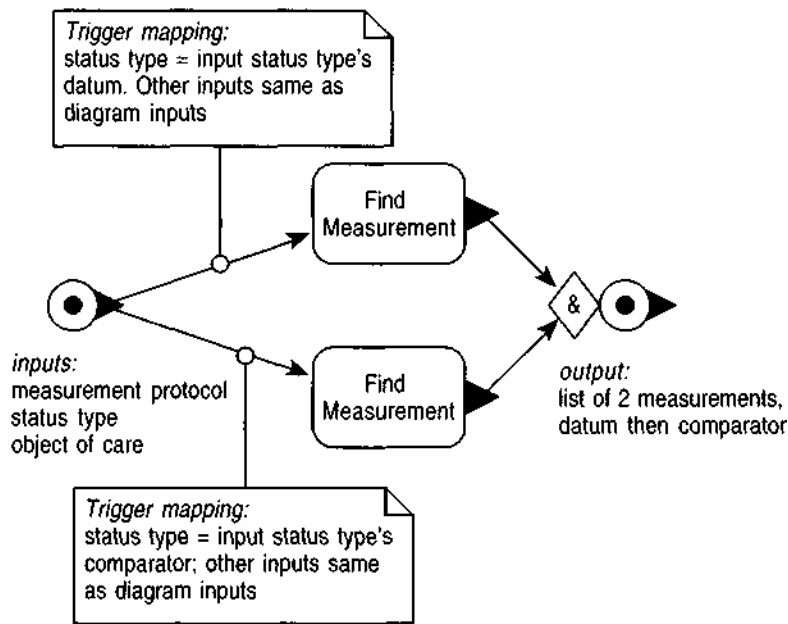 Trigger mapping:
status type = input status type's
datum. Other inputs same as
diagram inputs
Find
Measurement
&
inputs:
measurement protocol
status type
object of care
Find
Measurement
output:
list of 2 measurements,
datum then comparator
Trigger mapping:
status type = input status type's
comparator; other inputs same
as diagram inputs